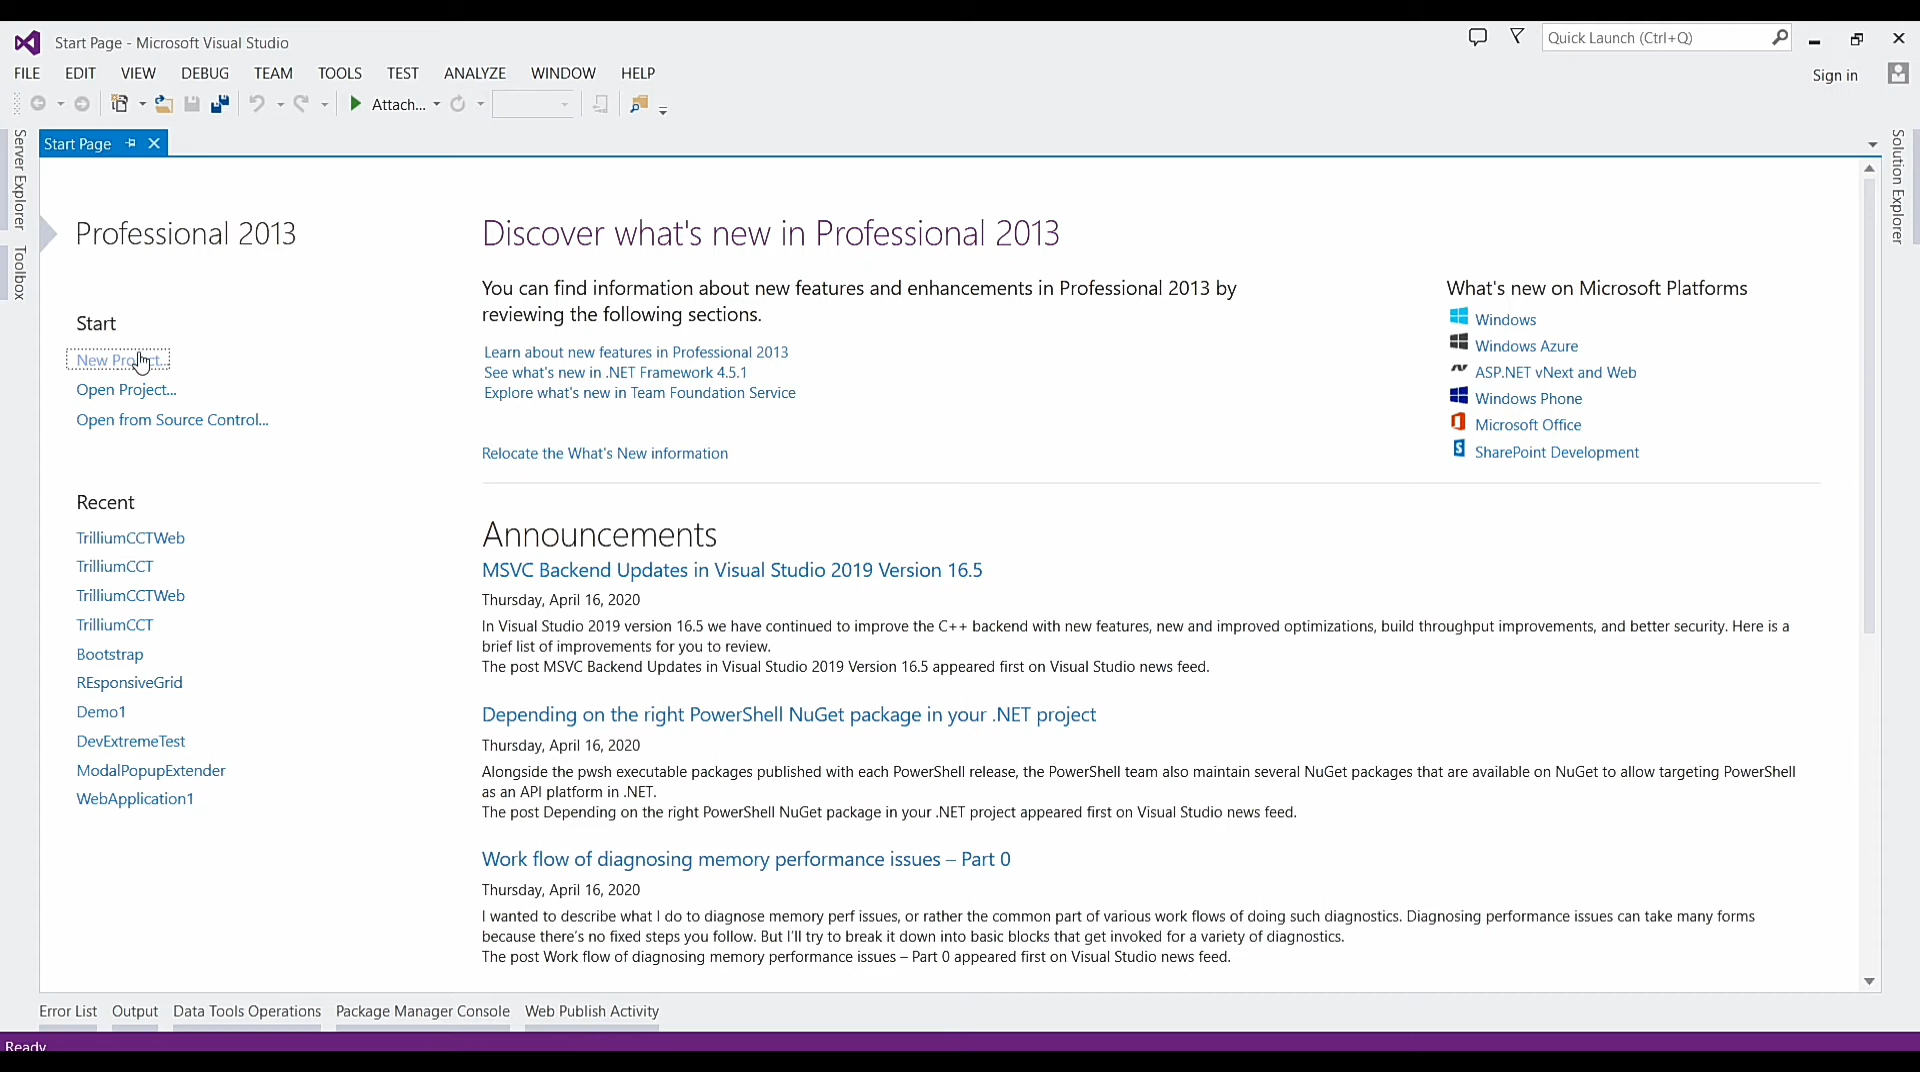 Start Page - Microsoft Visual Studio
Quick Launch (Ctrl+Q)
FILE EDIT VIEW DEBUG TEAM TOOLS TEST ANALYZE WINDOW HELP
Sign in
Attach...
Server Explorer
Toolbox
Start Page
Solution Explorer
Professional 2013
Start
New Project...
Open Project...
Open from Source Control...
Recent
TrilliumCCTWeb
TrilliumCCT
TrilliumCCTWeb
TrilliumCCT
Bootstrap
REsponsiveGrid
Demo1
DevExtremeTest
ModalPopupExtender
WebApplication1
Discover what's new in Professional 2013
You can find information about new features and enhancements in Professional 2013 by
reviewing the following sections.
Learn about new features in Professional 2013
See what's new in .NET Framework 4.5.1
Explore what's new in Team Foundation Service
Relocate the What's New information
What's new on Microsoft Platforms
Windows
Windows Azure
ASP.NET vNext and Web
Windows Phone
Microsoft Office
SharePoint Development
Announcements
MSVC Backend Updates in Visual Studio 2019 Version 16.5
Thursday, April 16, 2020
In Visual Studio 2019 version 16.5 we have continued to improve the C++ backend with new features, new and improved optimizations, build throughput improvements, and better security. Here is a
brief list of improvements for you to review.
The post MSVC Backend Updates in Visual Studio 2019 Version 16.5 appeared first on Visual Studio news feed.
Depending on the right PowerShell NuGet package in your .NET project
Thursday, April 16, 2020
Alongside the pwsh executable packages published with each PowerShell release, the PowerShell team also maintain several NuGet packages that are available on NuGet to allow targeting PowerShell
as an API platform in .NET.
The post Depending on the right PowerShell NuGet package in your .NET project appeared first on Visual Studio news feed.
Work flow of diagnosing memory performance issues – Part 0
Thursday, April 16, 2020
I wanted to describe what I do to diagnose memory perf issues, or rather the common part of various work flows of doing such diagnostics. Diagnosing performance issues can take many forms
because there's no fixed steps you follow. But I'll try to break it down into basic blocks that get invoked for a variety of diagnostics.
The post Work flow of diagnosing memory performance issues – Part 0 appeared first on Visual Studio news feed.
Error List Output Data Tools Operations Package Manager Console Web Publish Activity
Ready